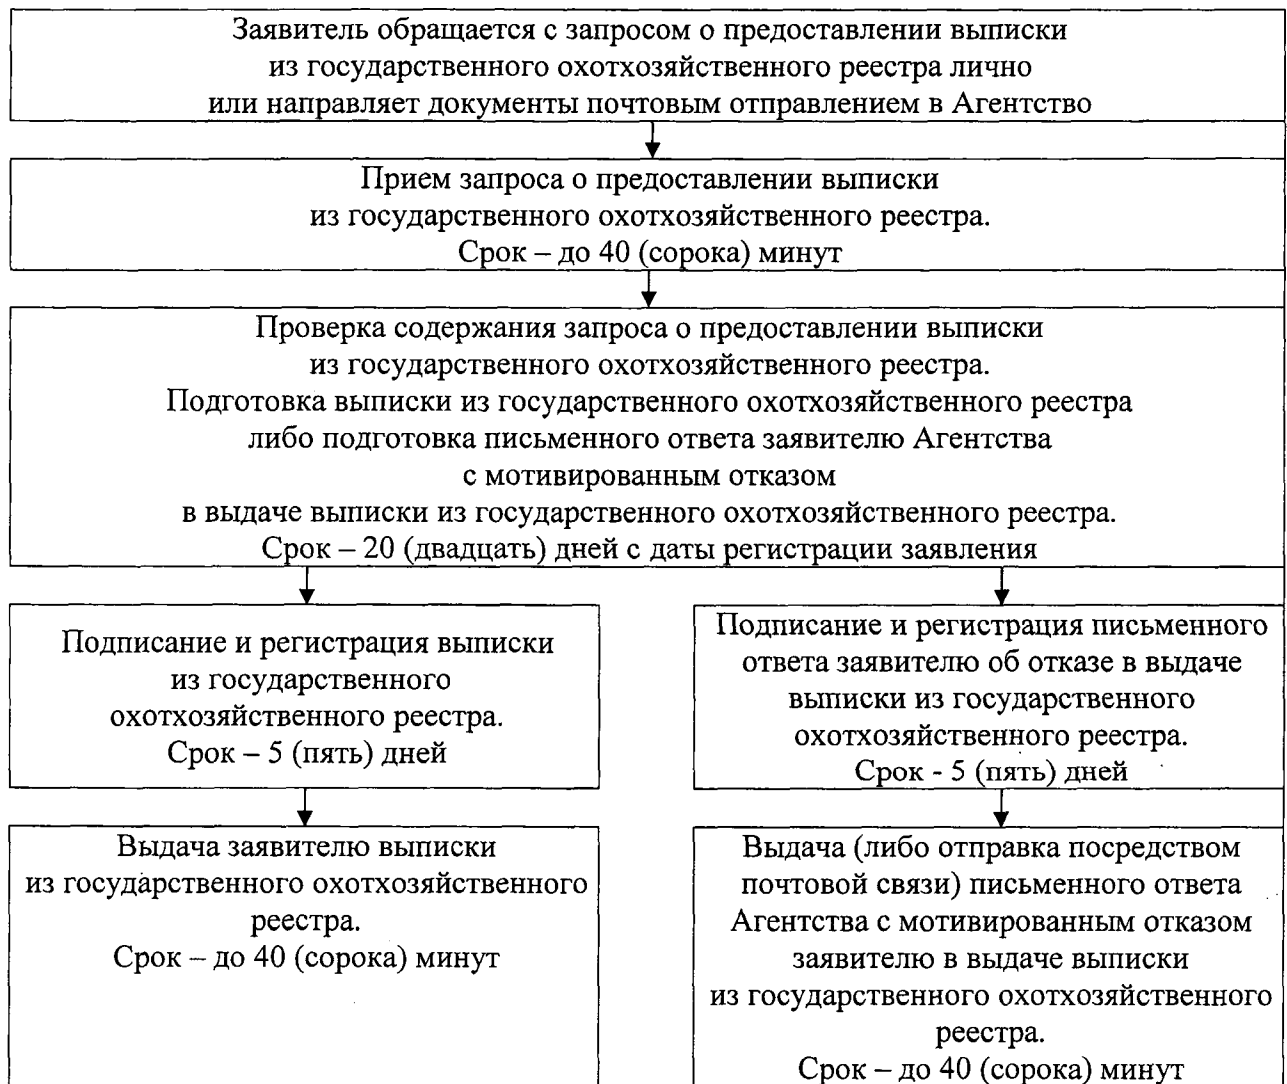 Заявитель обращается с запросом о предоставлении выписки
из государственного охотхозяйственного реестра лично
или направляет документы почтовым отправлением в Агентство
Прием запроса о предоставлении выписки
из государственного охотхозяйственного реестра.
Срок – до 40 (сорока) минут
Проверка содержания запроса о предоставлении выписки
из государственного охотхозяйственного реестра.
Подготовка выписки из государственного охотхозяйственного реестра
либо подготовка письменного ответа заявителю Агентства
с мотивированным отказом
в выдаче выписки из государственного охотхозяйственного реестра.
Срок – 20 (двадцать) дней с даты регистрации заявления
Подписание и регистрация выписки
из государственного
охотхозяйственного реестра.
Срок – 5 (пять) дней
Подписание и регистрация письменного
ответа заявителю об отказе в выдаче
выписки из государственного
охотхозяйственного реестра.
Срок - 5 (пять) дней
Выдача заявителю выписки
из государственного охотхозяйственного
реестра.
Срок – до 40 (сорока) минут
Выдача (либо отправка посредством
почтовой связи) письменного ответа
Агентства с мотивированным отказом
заявителю в выдаче выписки
из государственного охотхозяйственного
реестра.
Срок – до 40 (сорока) минут